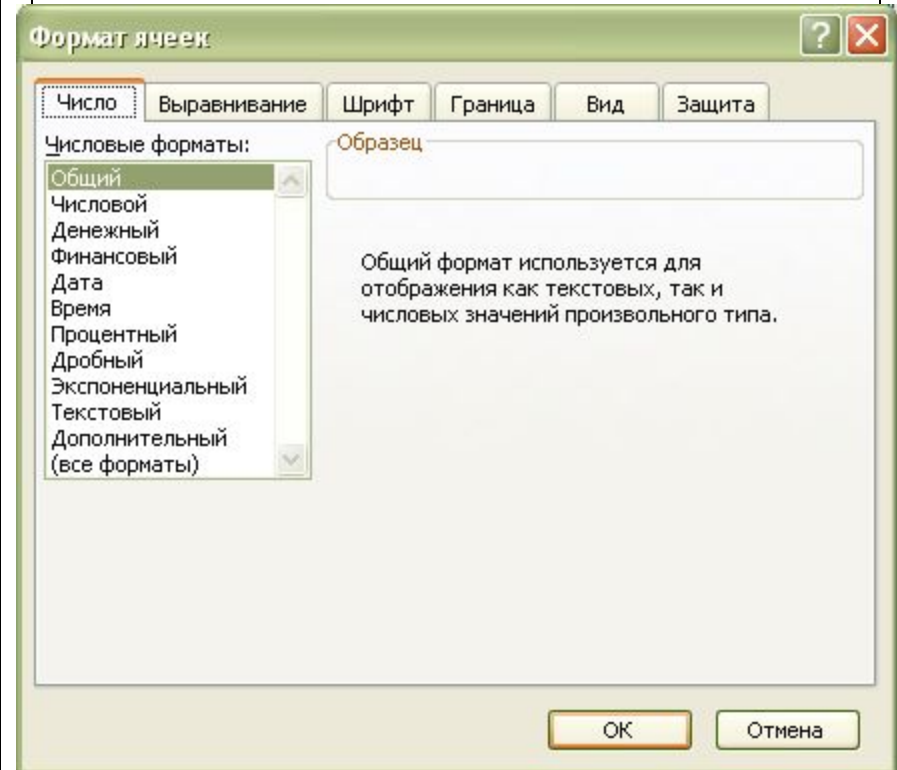 Формат ячеек
Число
Выравнивание
Шрифт
Граница
Вид
Защита
Числовые форматы:
Общий
Числовой
Денежный
Финансовый
Дата
Время
Процентный
Дробный
Экспоненциальный
Текстовый
Дополнительный
(все форматы)
Образец
Общий формат используется для
отображения как текстовых, так и
числовых значений произвольного типа.
ОК
Отмена